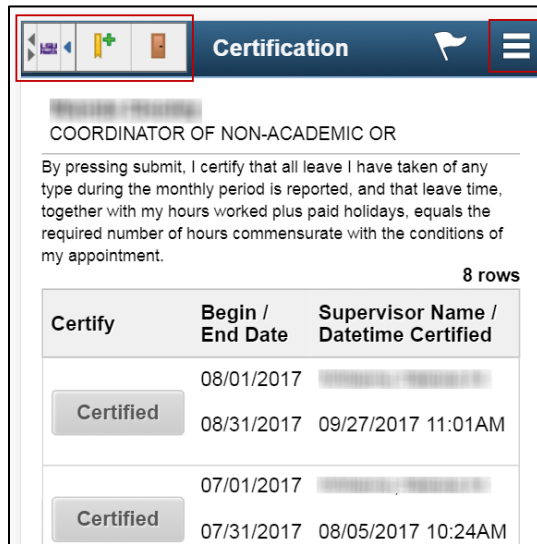 Certification
COORDINATOR OF NON-ACADEMIC OR
By pressing submit, I certify that all leave I have taken of any
type during the monthly period is reported, and that leave time,
together with my hours worked plus paid holidays, equals the
required number of hours commensurate with the conditions of
my appointment.
8 rows
Certify
Begin /
End Date
Supervisor Name /
Datetime Certified
Certified
08/01/2017
08/31/2017
09/27/2017 11:01AM
Certified
07/01/2017
07/31/2017
08/05/2017 10:24AM